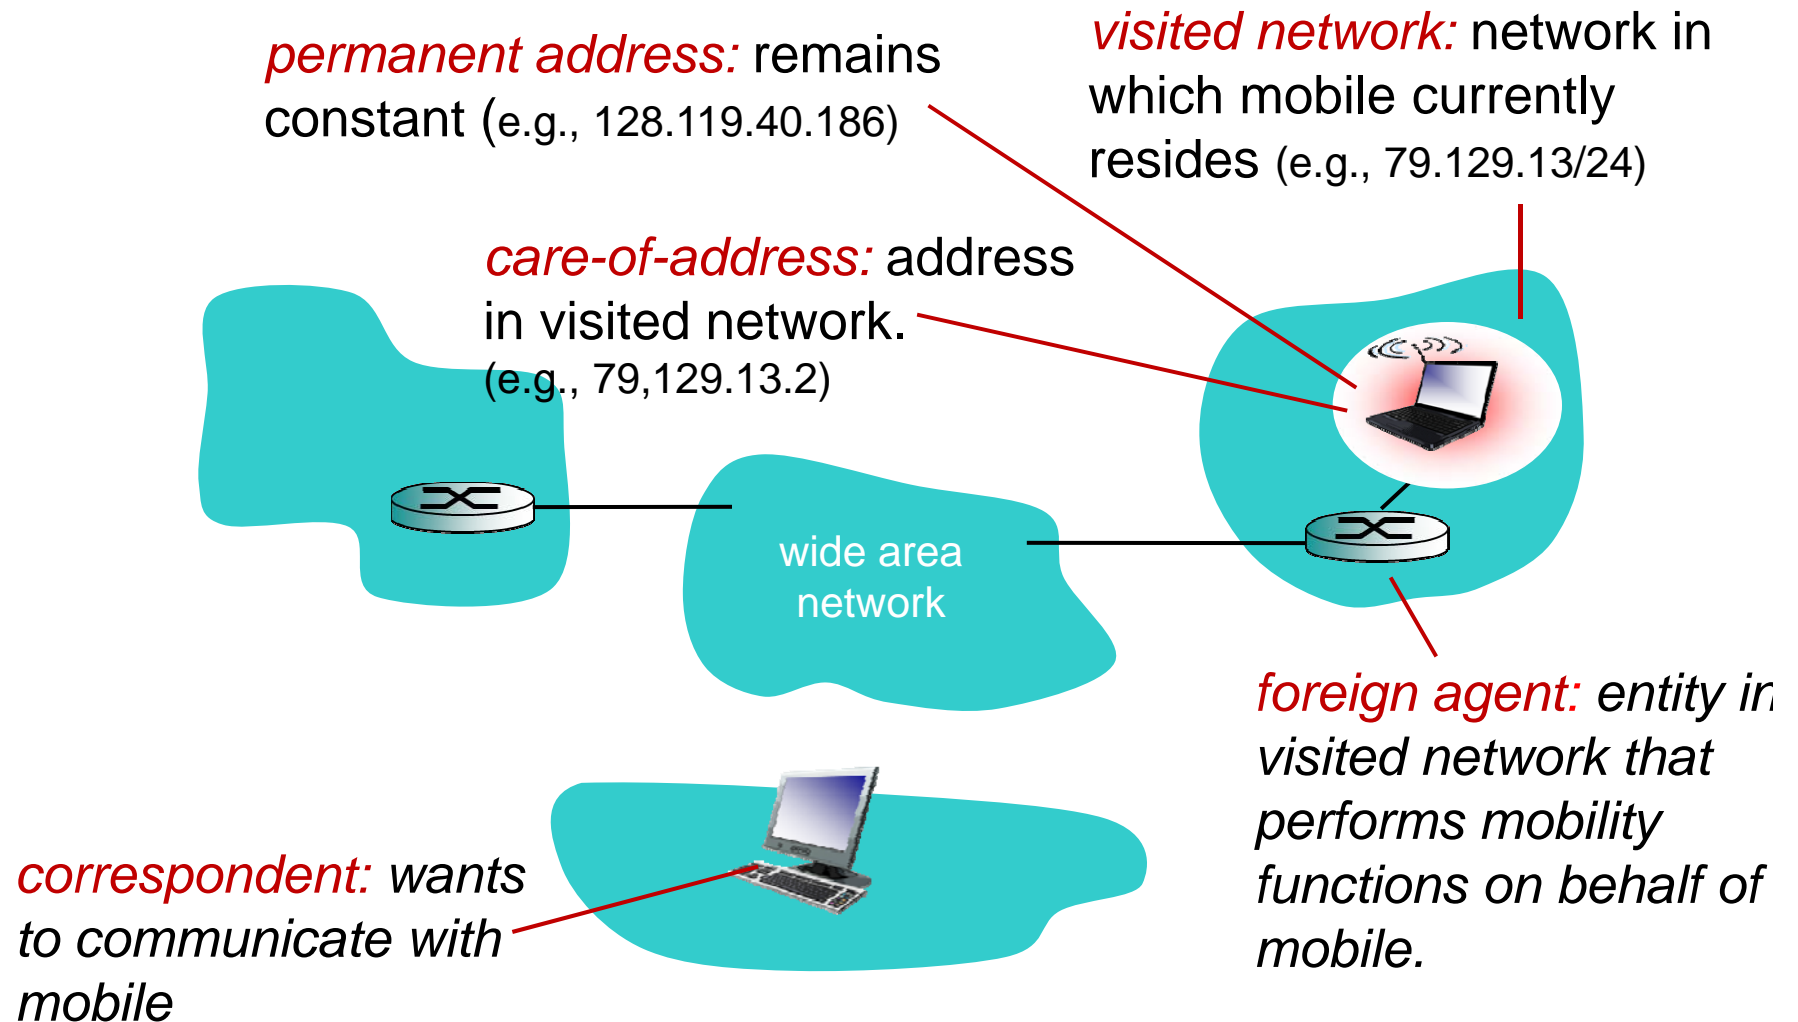 permanent address: remains
constant (e.g., 128.119.40.186)
visited network: network in
which mobile currently
resides (e.g., 79.129.13/24)
care-of-address: address
in visited network.
(e.g., 79,129.13.2)
wide area
network
foreign agent: entity in
visited network that
performs mobility
functions on behalf of
mobile.
correspondent: wants
to communicate with
mobile